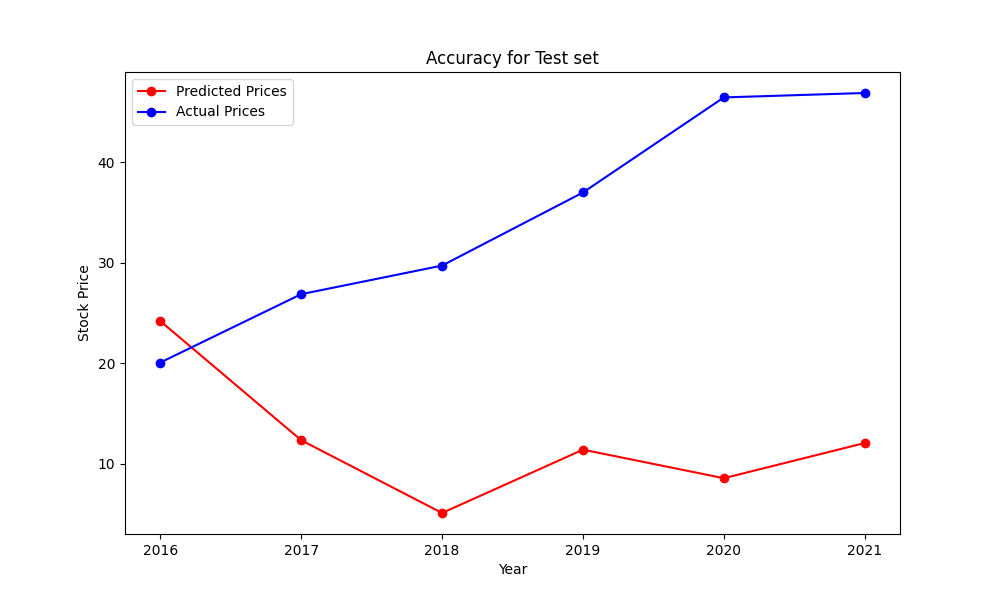 Accuracy for Test set
Predicted Prices
Actual Prices
40
30
20
10
Stock Price
2016 2017 2018 2019 2020 2021
Year